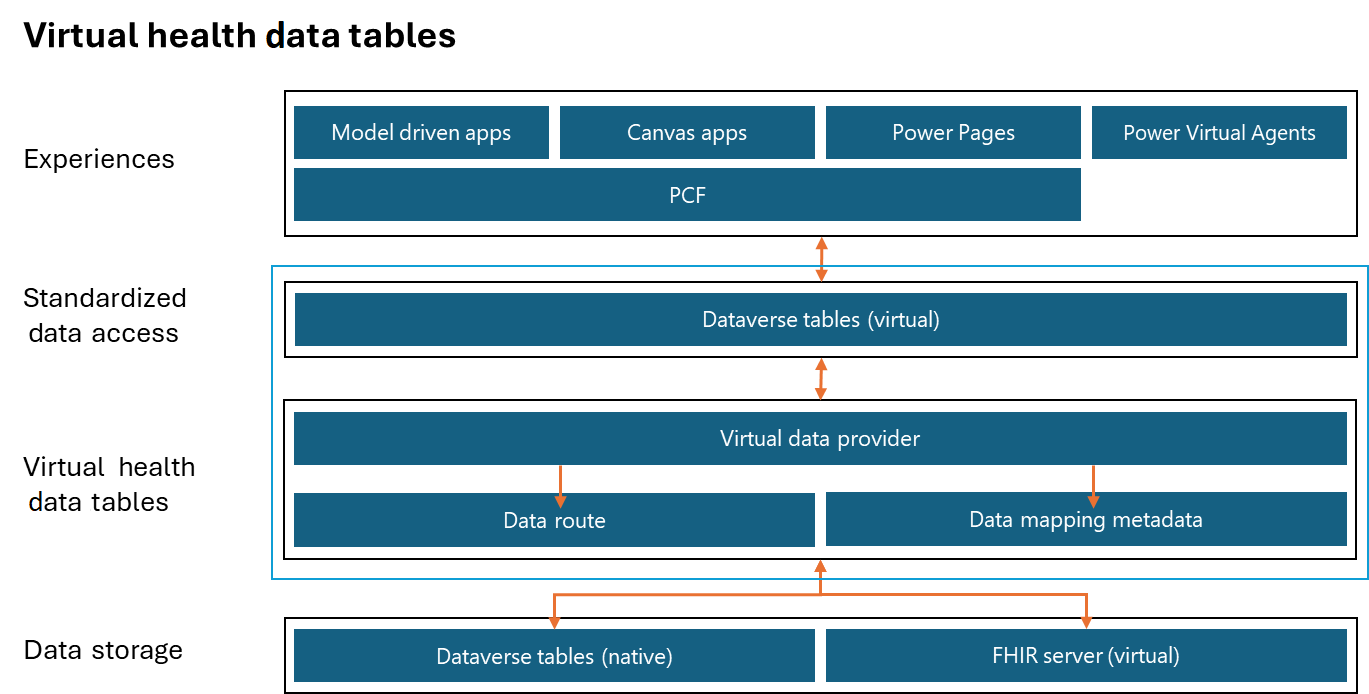 Virtual health data tables
Experiences
Model driven apps
Canvas apps
Power Pages
Power Virtual Agents
PCF
Standardized
data access
Dataverse tables (virtual)
Virtual health
data tables
Virtual data provider
Data route
Data mapping metadata
Data storage
Dataverse tables (native)
FHIR server (virtual)